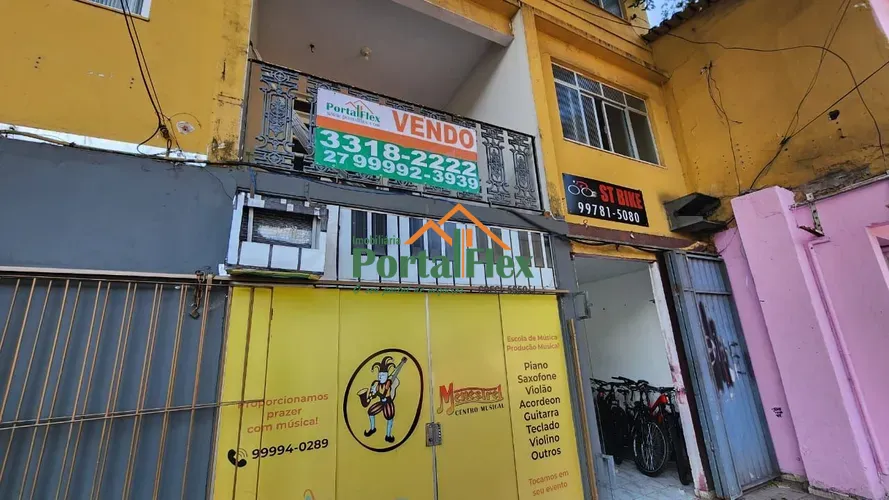 PortalFlex
VENDO
3318-2222
27 99992-3939
ST BIKE
99781-5080
Imobiliária
PortalFlex
Escola de Música
Produção Musical
Piano
Saxofone
Violão
Acordeon
Guitarra
Teclado
Violino
Outros
Tocamos em
seu evento
Menestrel
CENTRO MUSICAL
Proporcionamos
prazer
com música!
99994-0289